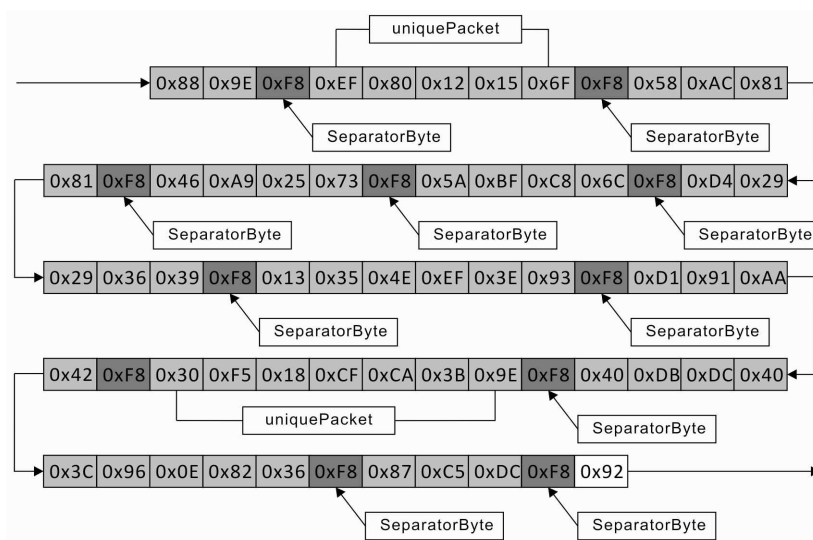 uniquePacket
0x88 0x9E 0xF8 0xEF 0x80 0x12 0x15 0x6F 0xF8 0x58 0xAC 0x81
SeparatorByte SeparatorByte
0x81 0xF8 0x46 0xA9 0x25 0x73 0xF8 0x5A 0xBF 0xC8 0x6C 0xF8 0xD4 0x29
SeparatorByte SeparatorByte SeparatorByte
0x29 0x36 0x39 0xF8 0x13 0x35 0x4E 0xEF 0x3E 0x93 0xF8 0xD1 0x91 0xAA
SeparatorByte SeparatorByte
0x42 0xF8 0x30 0xF5 0x18 0xCF 0xCA 0x3B 0x9E 0xF8 0x40 0xDB 0xDC 0x40
uniquePacket SeparatorByte
0x3C 0x96 0x0E 0x82 0x36 0xF8 0x87 0xC5 0xDC 0xF8 0x92
SeparatorByte SeparatorByte